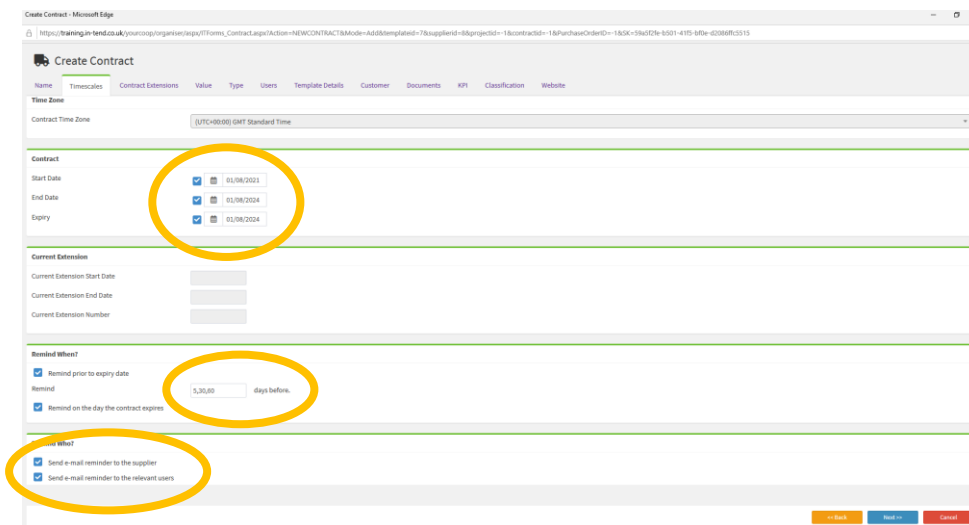 Create Contract - Microsoft Edge
https://training.in-tend.co.uk/yourcoop/organiser/aspx/ITForms_Contract.aspx?Action=NEWCONTRACT&Mode=Add&templateid=7&supplierid=8&projectid=-1&contractid=-1&PurchaseOrderID=-1&SK=59a5f2fe-b501-41f5-bf0e-d2086ffc5515
Create Contract
Name Timescales Contract Extensions Value Type Users Template Details Customer Documents KPI Classification Website
Time Zone
Contract Time Zone (UTC+00:00) GMT Standard Time
Contract
Start Date 01/08/2021
End Date 01/08/2024
Expiry 01/08/2024
Current Extension
Current Extension Start Date
Current Extension End Date
Current Extension Number
Remind When?
Remind prior to expiry date
Remind 5,30,60 days before.
Remind on the day the contract expires
Who?
Send e-mail reminder to the supplier
Send e-mail reminder to the relevant users
<< Back Next >> Cancel